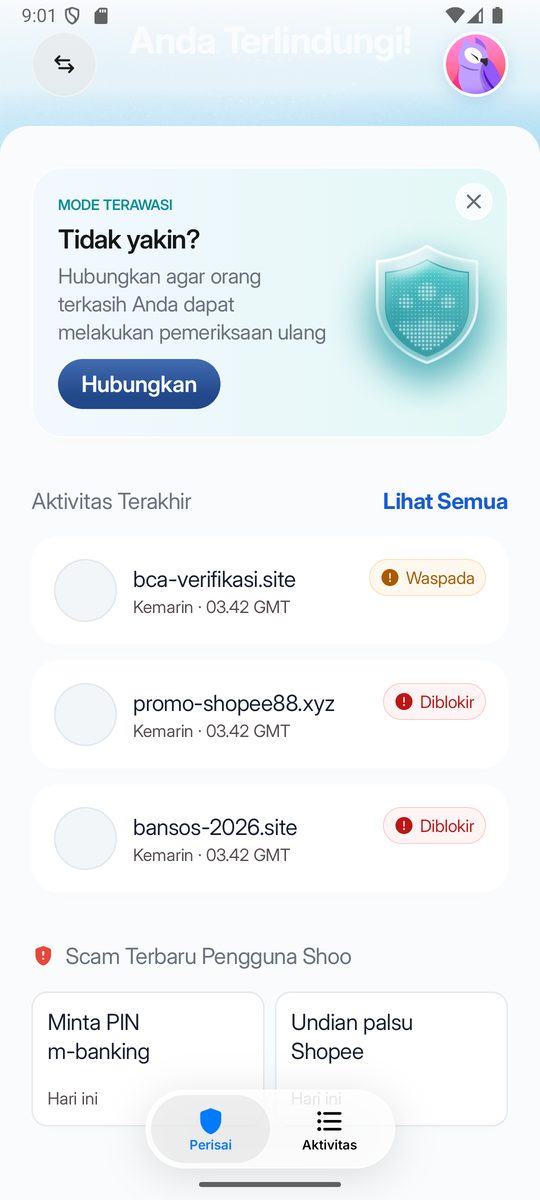 9:01
Anda Terlindungi!
MODE TERAWASI
Tidak yakin?
Hubungkan agar orang
terkasih Anda dapat
melakukan pemeriksaan ulang
Hubungkan
Aktivitas Terakhir
Lihat Semua
bca-verifikasi.site
Waspada
Kemarin · 03.42 GMT
promo-shopee88.xyz
Diblokir
Kemarin · 03.42 GMT
bansos-2026.site
Diblokir
Kemarin · 03.42 GMT
Scam Terbaru Pengguna Shoo
Minta PIN
m-banking
Hari ini
Undian palsu
Shopee
Hari ini
Perisai
Aktivitas